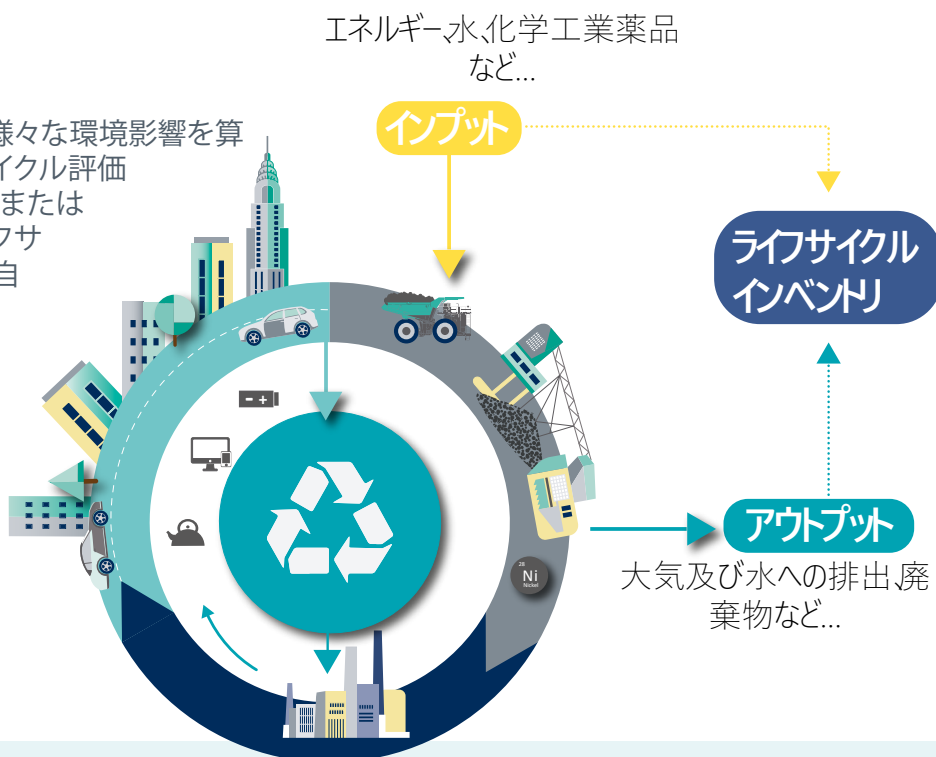 エネルギー、水、化学工業薬品
など...
インプット
様々な環境影響を算
イクル評価
または
クサ
自
ライフサイクル
インベントリ
- +
アウトプット
大気及び水への排出、廃
棄物など...
28
Ni
Nickel